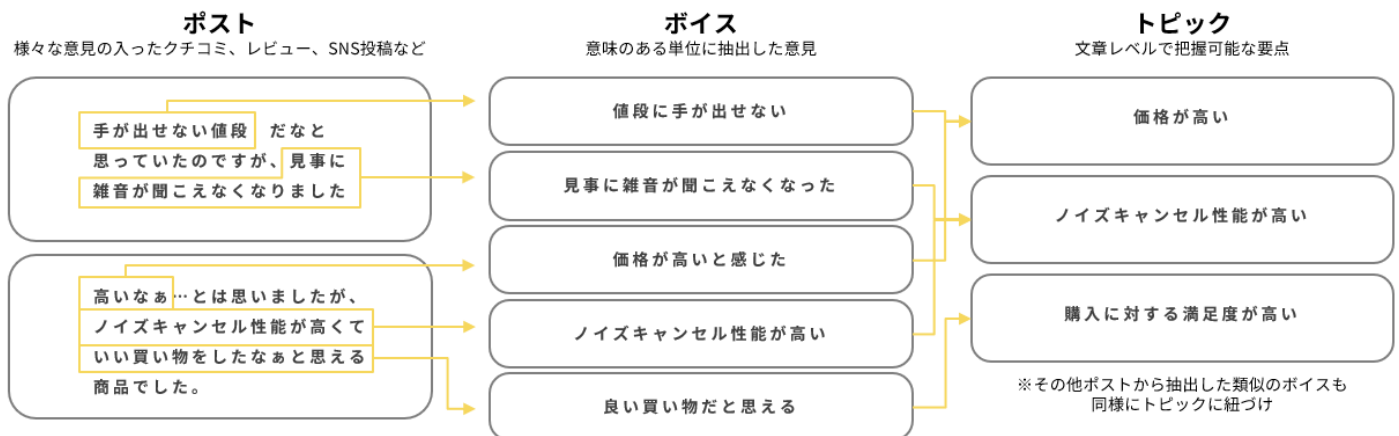 ポスト
様々な意見の入ったクチコミ、レビュー、SNS投稿など
手が出せない値段 だなと
思っていたのですが、見事に
雑音が聞こえなくなりました
高いなぁ…とは思いましたが、
ノイズキャンセル性能が高くて
いい買い物をしたなぁと思える
商品でした。
ボイス
意味のある単位に抽出した意見
値段に手が出せない
見事に雑音が聞こえなくなった
価格が高いと感じた
ノイズキャンセル性能が高い
良い買い物だと思える
トピック
文章レベルで把握可能な要点
価格が高い
ノイズキャンセル性能が高い
購入に対する満足度が高い
※その他ポストから抽出した類似のボイスも
同様にトピックに紐づけ